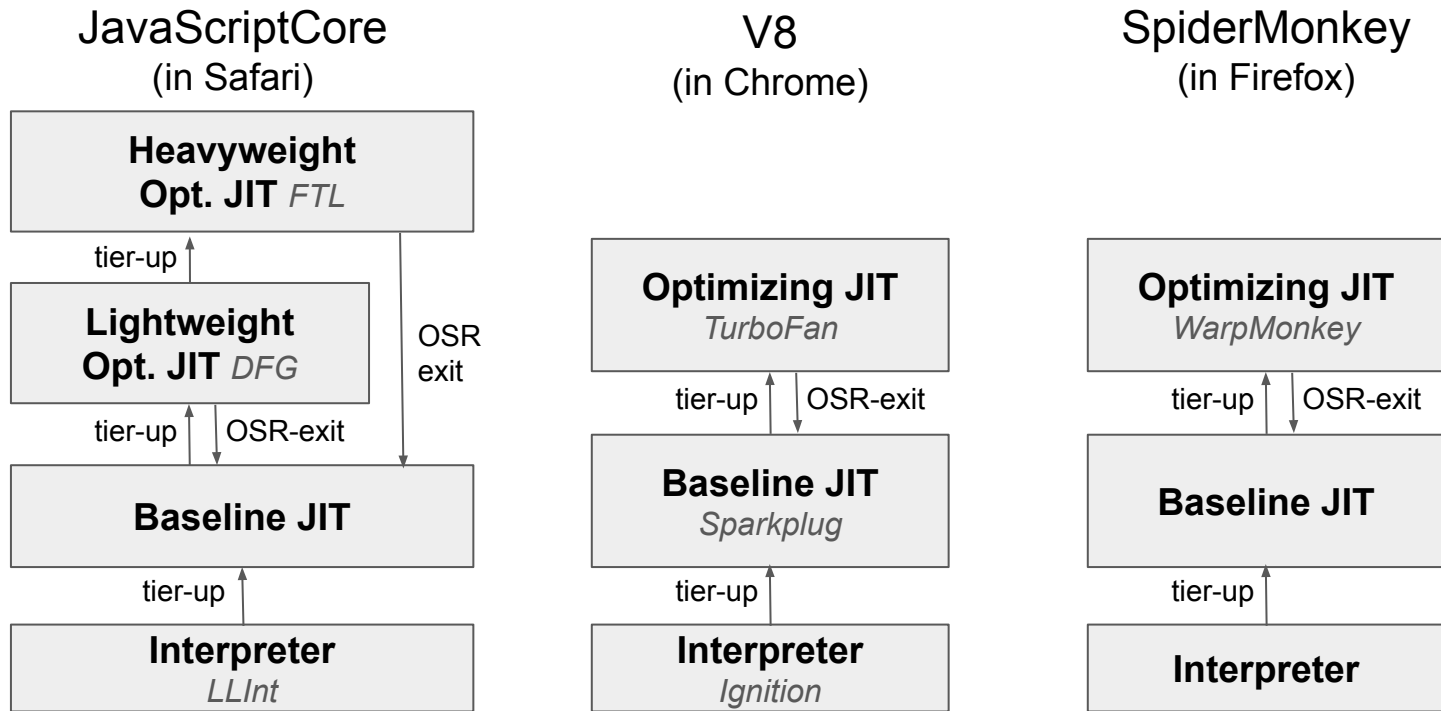 JavaScriptCore
(in Safari)
Heavyweight
Opt. JIT FTL
tier-up
Lightweight
Opt. JIT DFG
OSR
exit
tier-up
OSR-exit
Baseline JIT
tier-up
Interpreter
LLInt
V8
(in Chrome)
Optimizing JIT
TurboFan
tier-up
OSR-exit
Baseline JIT
Sparkplug
tier-up
Interpreter
Ignition
SpiderMonkey
(in Firefox)
Optimizing JIT
WarpMonkey
tier-up
OSR-exit
Baseline JIT
tier-up
Interpreter